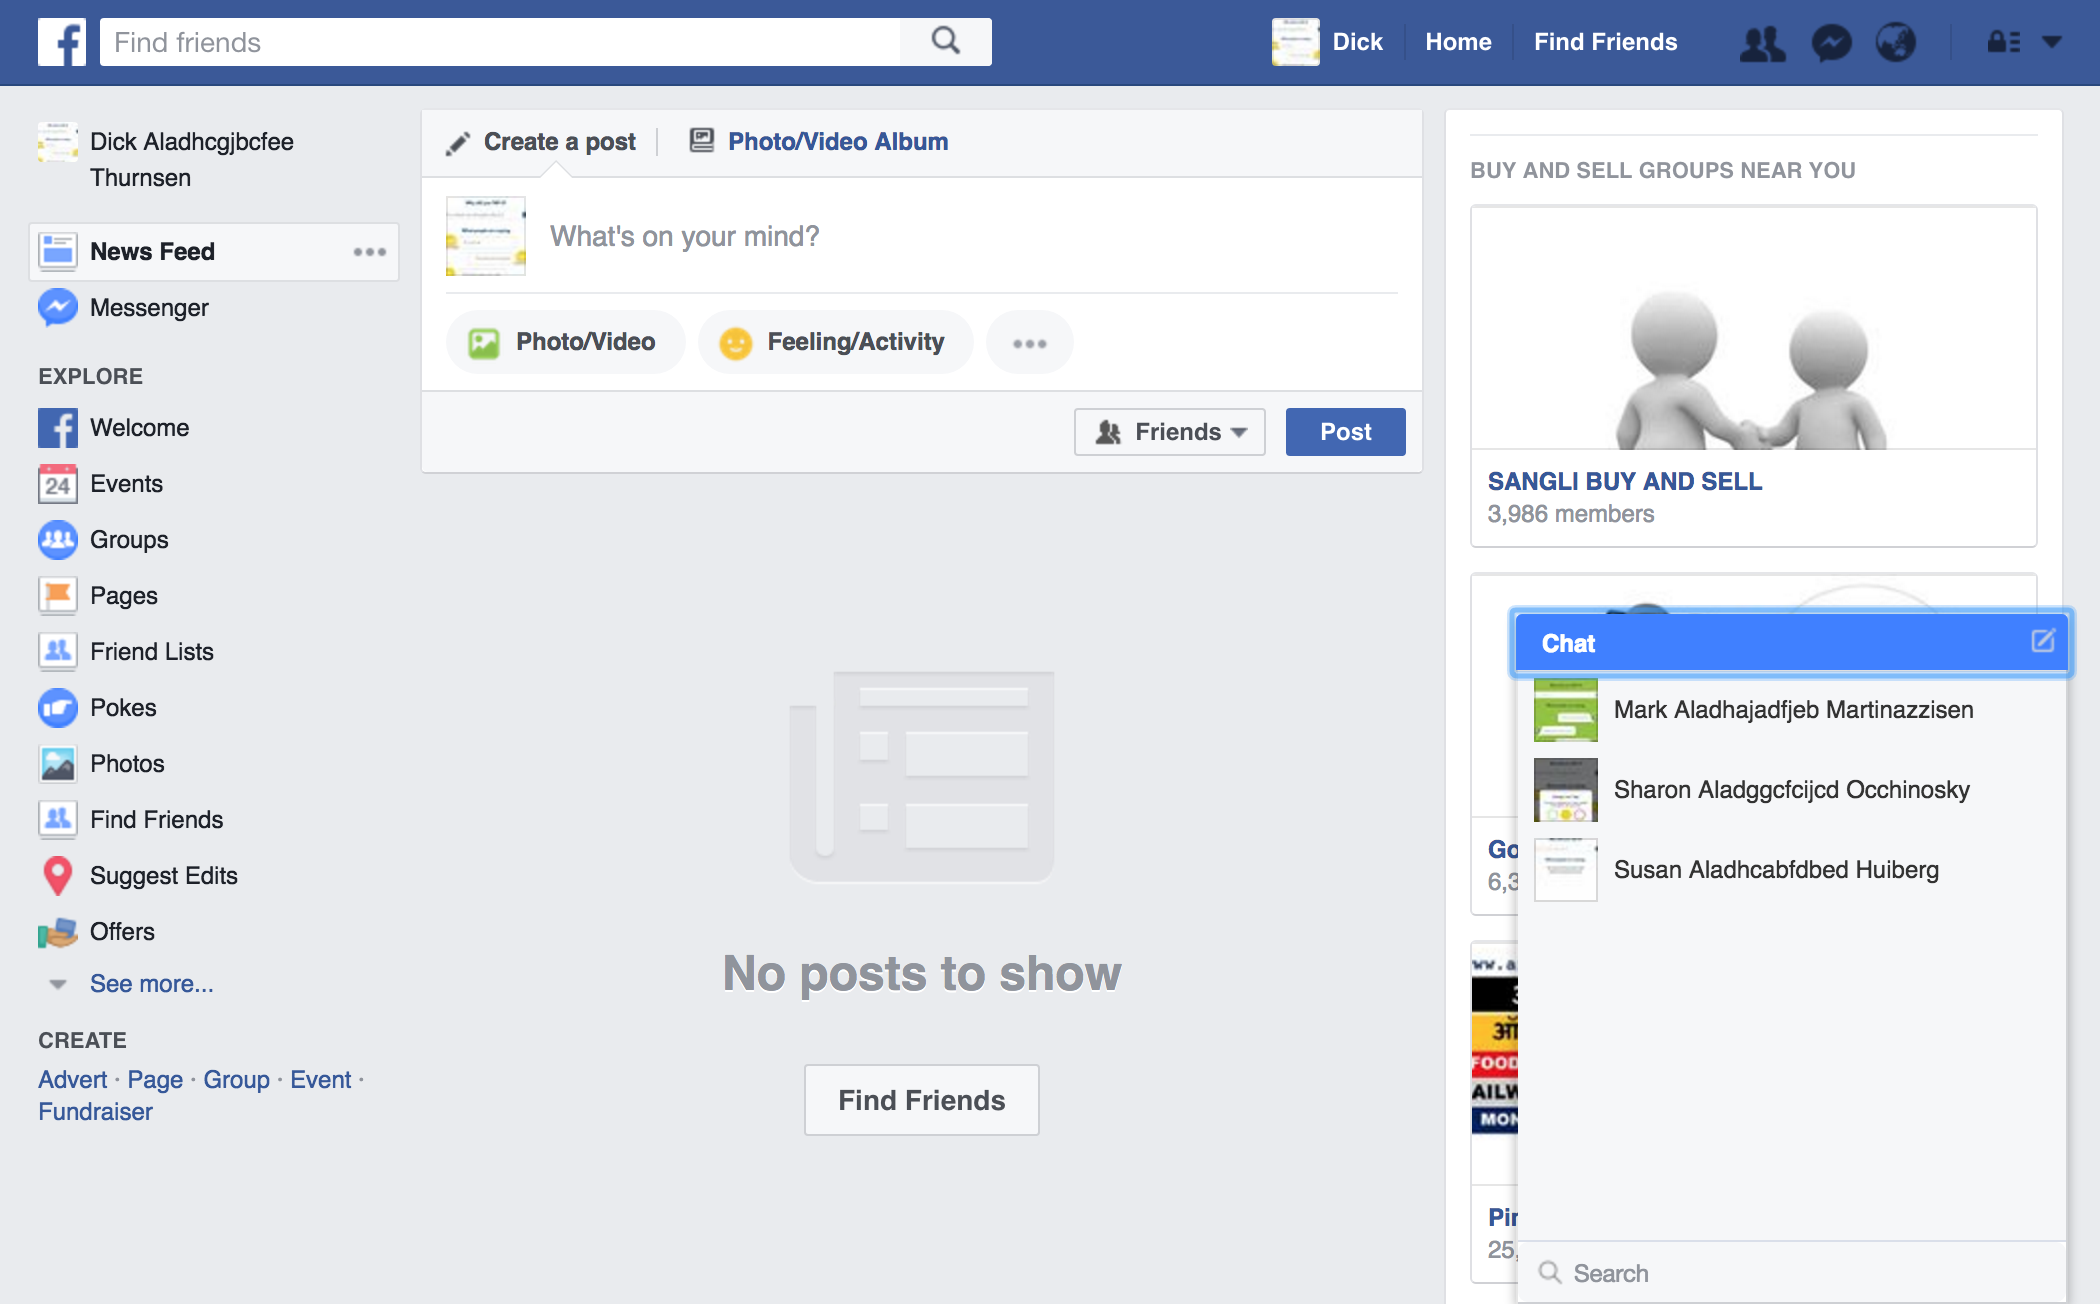 Find friends
Dick
Home
Find Friends
Dick Aladhcgjbcfee
Thurnsen
News Feed
Messenger
EXPLORE
Welcome
24
Events
Groups
Pages
Friend Lists
Pokes
Photos
Find Friends
Suggest Edits
Offers
See more...
CREATE
Advert · Page · Group · Event ·
Fundraiser
Create a post
Photo/Video Album
What's on your mind?
Photo/Video
Feeling/Activity
Friends
Post
No posts to show
Find Friends
BUY AND SELL GROUPS NEAR YOU
SANGLI BUY AND SELL
3,986 members
Go
6,3
FOOD
AILW
MON
Pin
25,
Chat
Mark Aladhajadfjeb Martinazzisen
Sharon Aladggcfcijcd Occhinosky
Susan Aladhcabfdbed Huiberg
Search